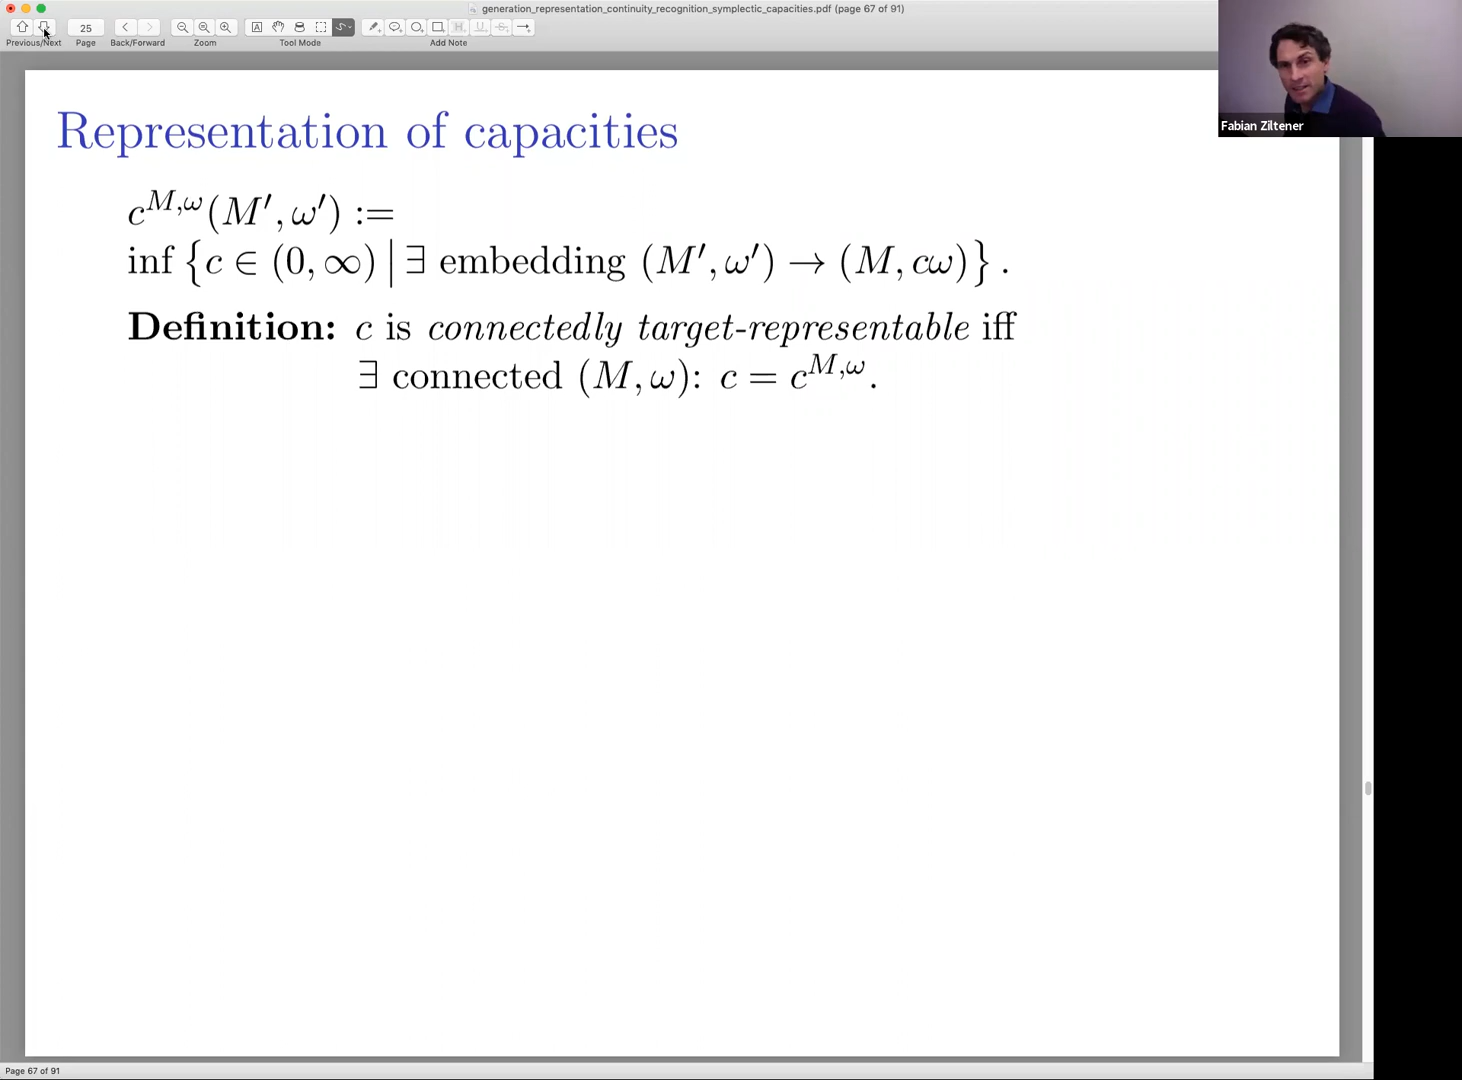 generation_representation_continuity_recognition_symplectic_capacities.pdf (page 67 of 91)
25
Previous/Next Page Back/Forward Zoom Tool Mode Add Note
Fabian Ziltener
Representation of capacities
c^{M,ω}(M′, ω′) :=
inf {c ∈ (0, ∞) | ∃ embedding (M′, ω′) → (M, cω)} .
Definition: c is connectedly target-representable iff
∃ connected (M, ω): c = c^{M,ω}.
Page 67 of 91